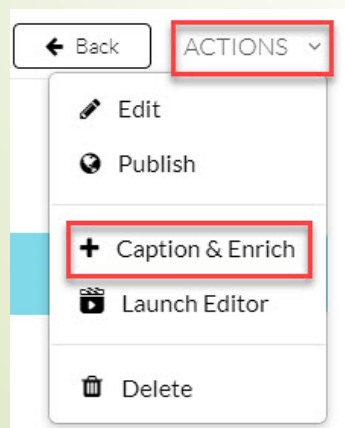 Back ACTIONS
Edit
Publish
Caption & Enrich
Launch Editor
Delete